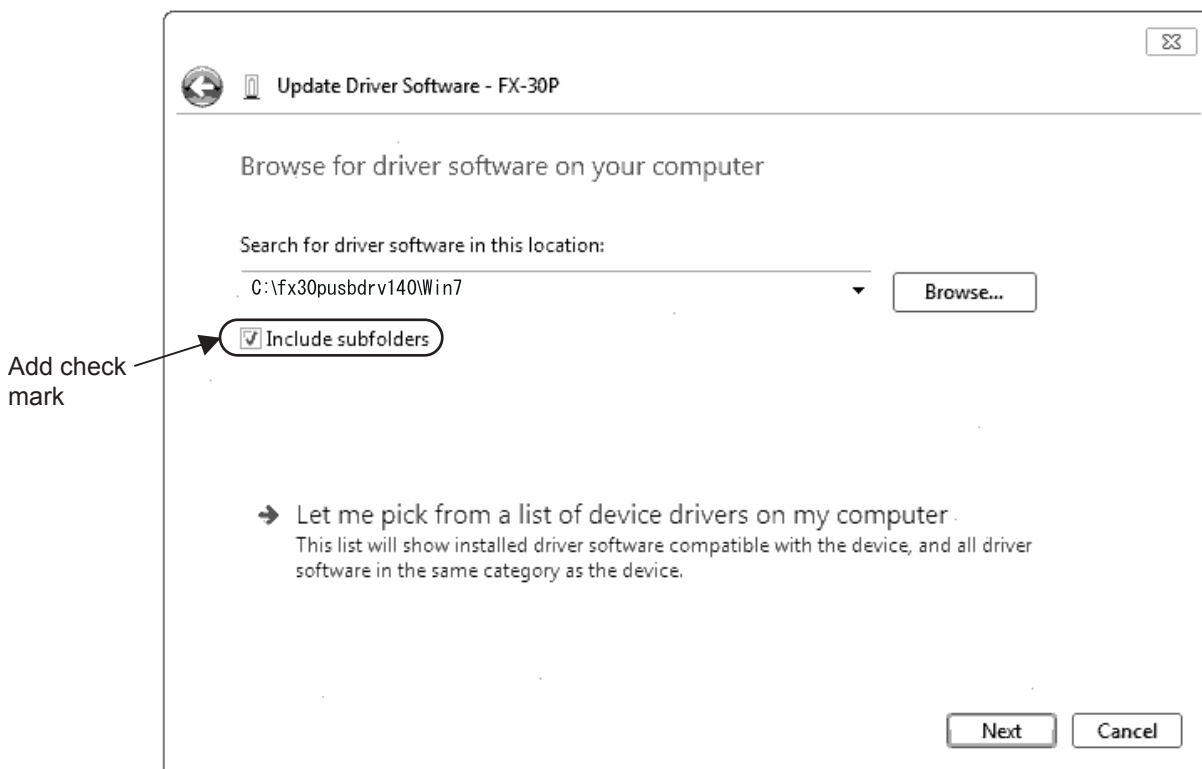 Update Driver Software - FX-30P
Browse for driver software on your computer
Search for driver software in this location:
C:\fx30pusbdrv140\Win7
Browse...
Include subfolders
Add check
mark
Let me pick from a list of device drivers on my computer
This list will show installed driver software compatible with the device, and all driver
software in the same category as the device.
Next
Cancel